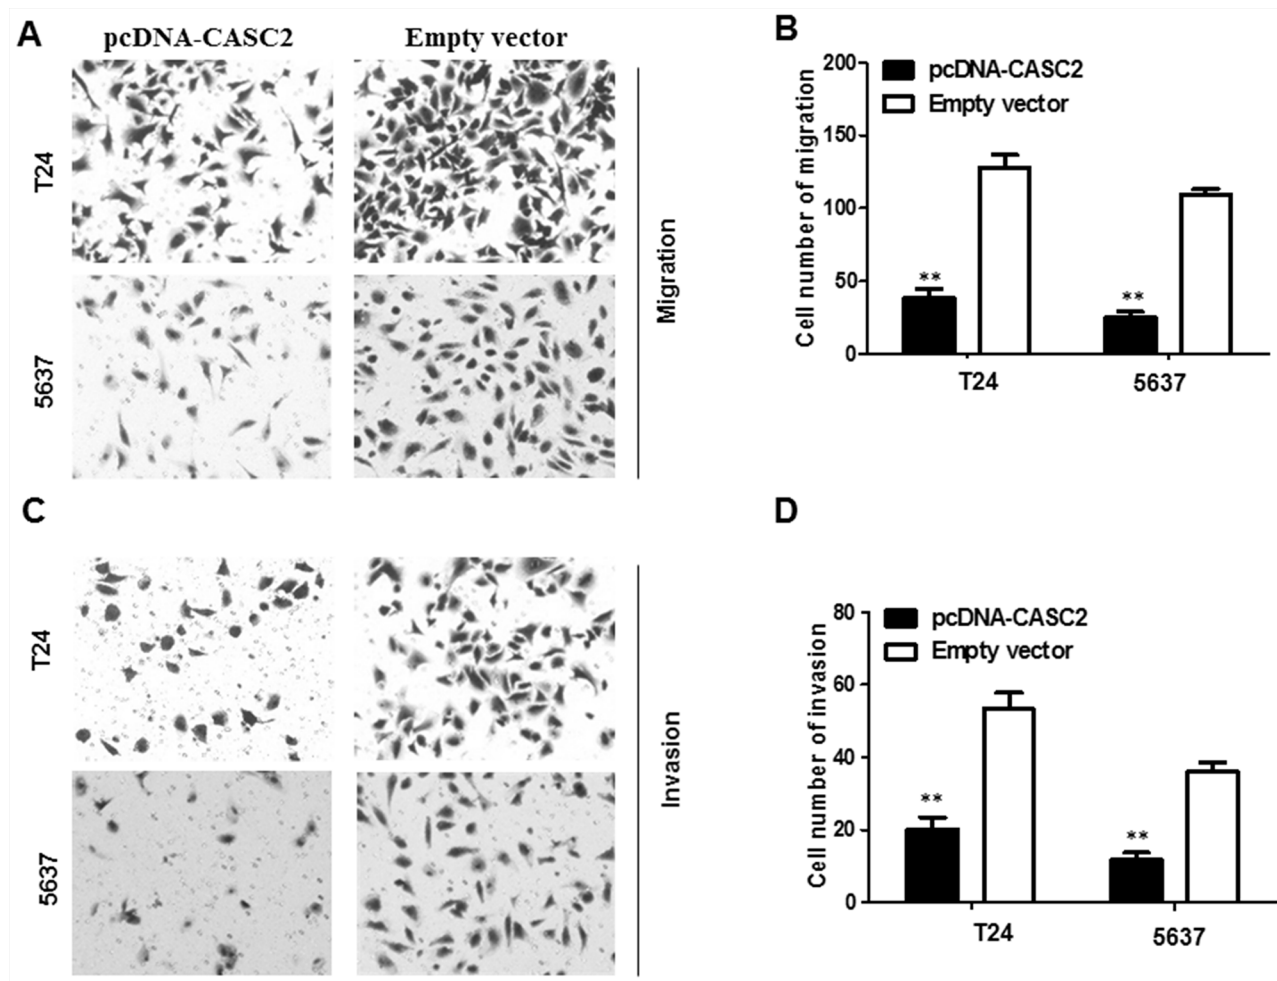 A
pcDNA-CASC2 Empty vector
T24
5637
Migration
B
pcDNA-CASC2
Empty vector
Cell number of migration
200
150
100
50
0
**
**
T24 5637
C
T24
5637
Invasion
D
pcDNA-CASC2
Empty vector
Cell number of invasion
80
60
40
20
0
**
**
T24 5637